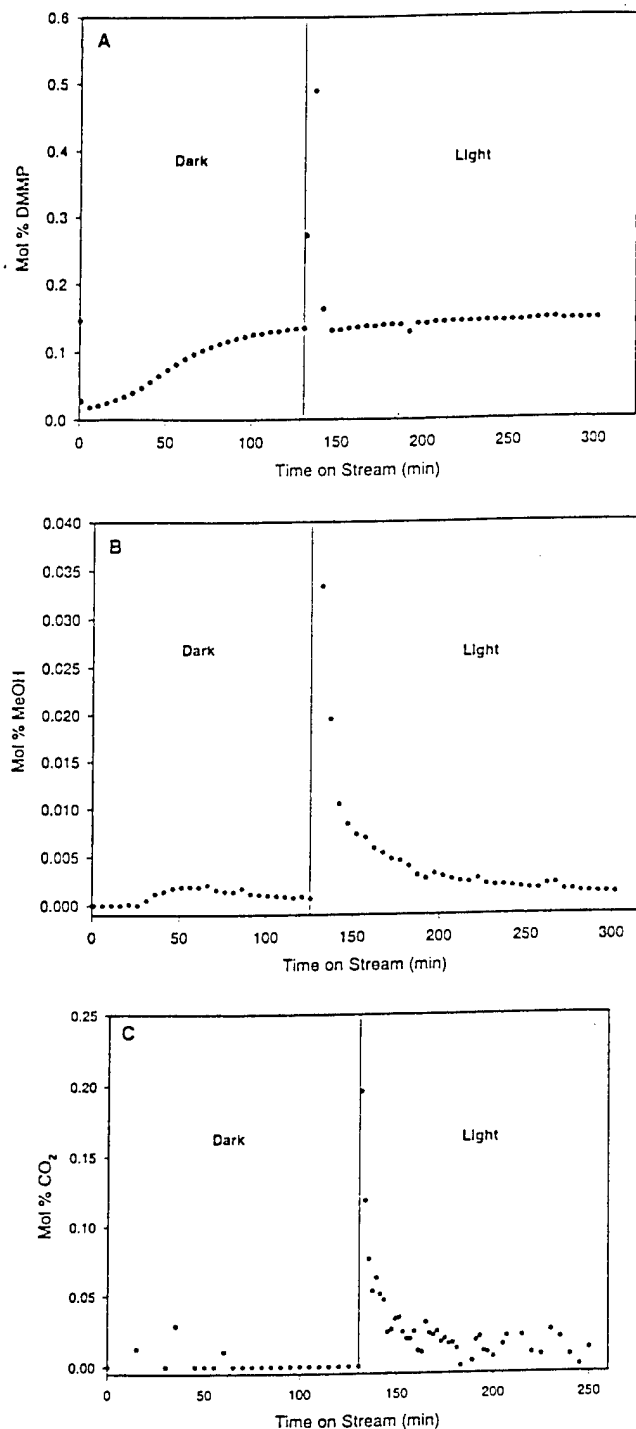 A
0.6
0.5
0.4
0.3
0.2
0.1
0.0
Mol % DMMP
Dark
Light
0
50
100
150
200
250
300
Time on Stream (min)
B
0.040
0.035
0.030
0.025
0.020
0.015
0.010
0.005
0.000
Mol % MeOH
Dark
Light
0
50
100
150
200
250
300
Time on Stream (min)
C
0.25
0.20
0.15
0.10
0.05
0.00
Mol % CO₂
Dark
Light
0
50
100
150
200
250
Time on Stream (min)